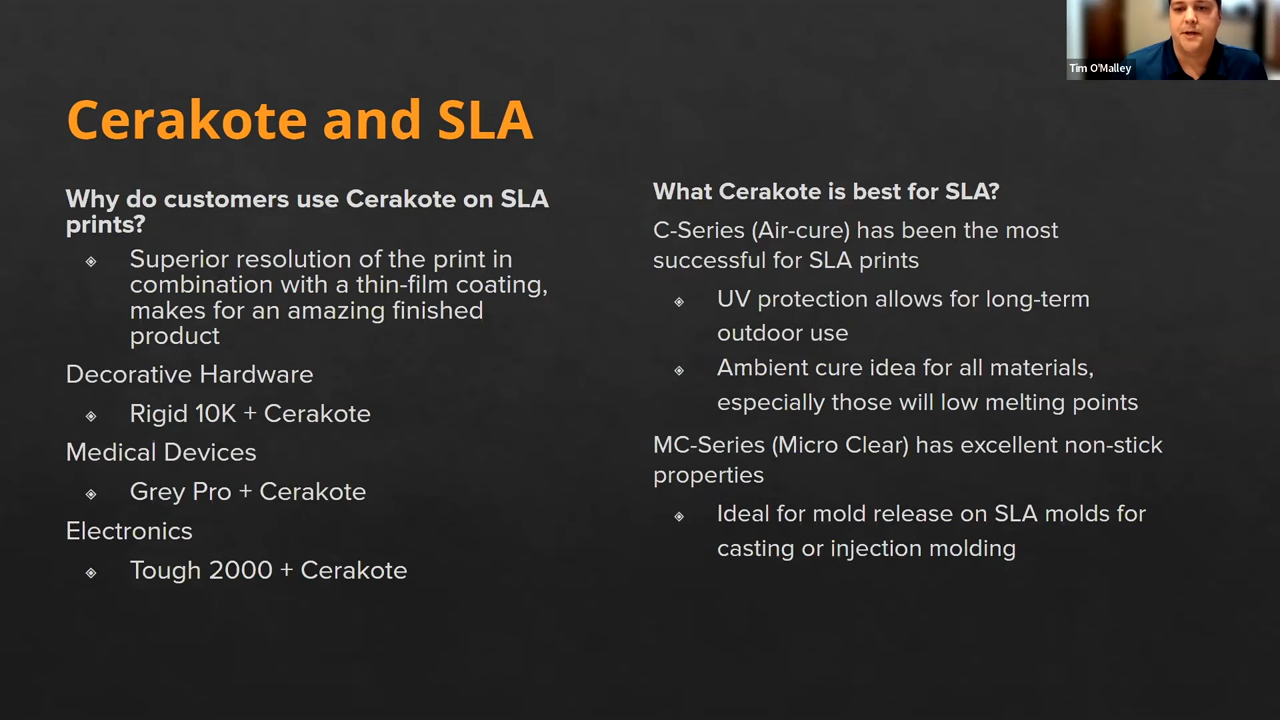 Tim O'Malley
Cerakote and SLA
Why do customers use Cerakote on SLA
prints?
Superior resolution of the print in
combination with a thin-film coating,
makes for an amazing finished
product
Decorative Hardware
Rigid 10K + Cerakote
Medical Devices
Grey Pro + Cerakote
Electronics
Tough 2000 + Cerakote
What Cerakote is best for SLA?
C-Series (Air-cure) has been the most
successful for SLA prints
UV protection allows for long-term
outdoor use
Ambient cure idea for all materials,
especially those will low melting points
MC-Series (Micro Clear) has excellent non-stick
properties
Ideal for mold release on SLA molds for
casting or injection molding